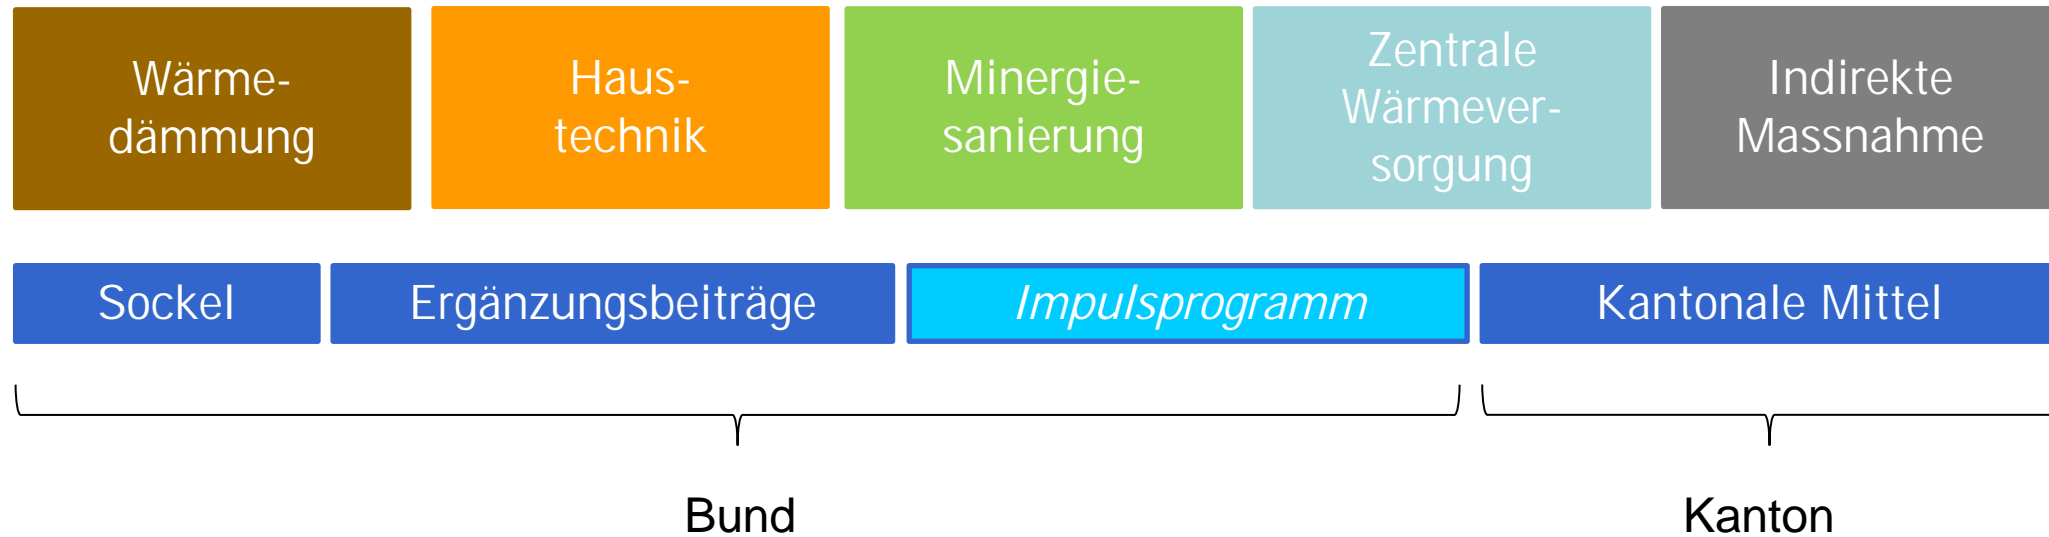 Wärme-
dämmung
Haus-
technik
Minergie-
sanierung
Zentrale
Wärmever-
sorgung
Indirekte
Massnahme
Sockel
Ergänzungsbeiträge
Impulsprogramm
Kantonale Mittel
Bund
Kanton